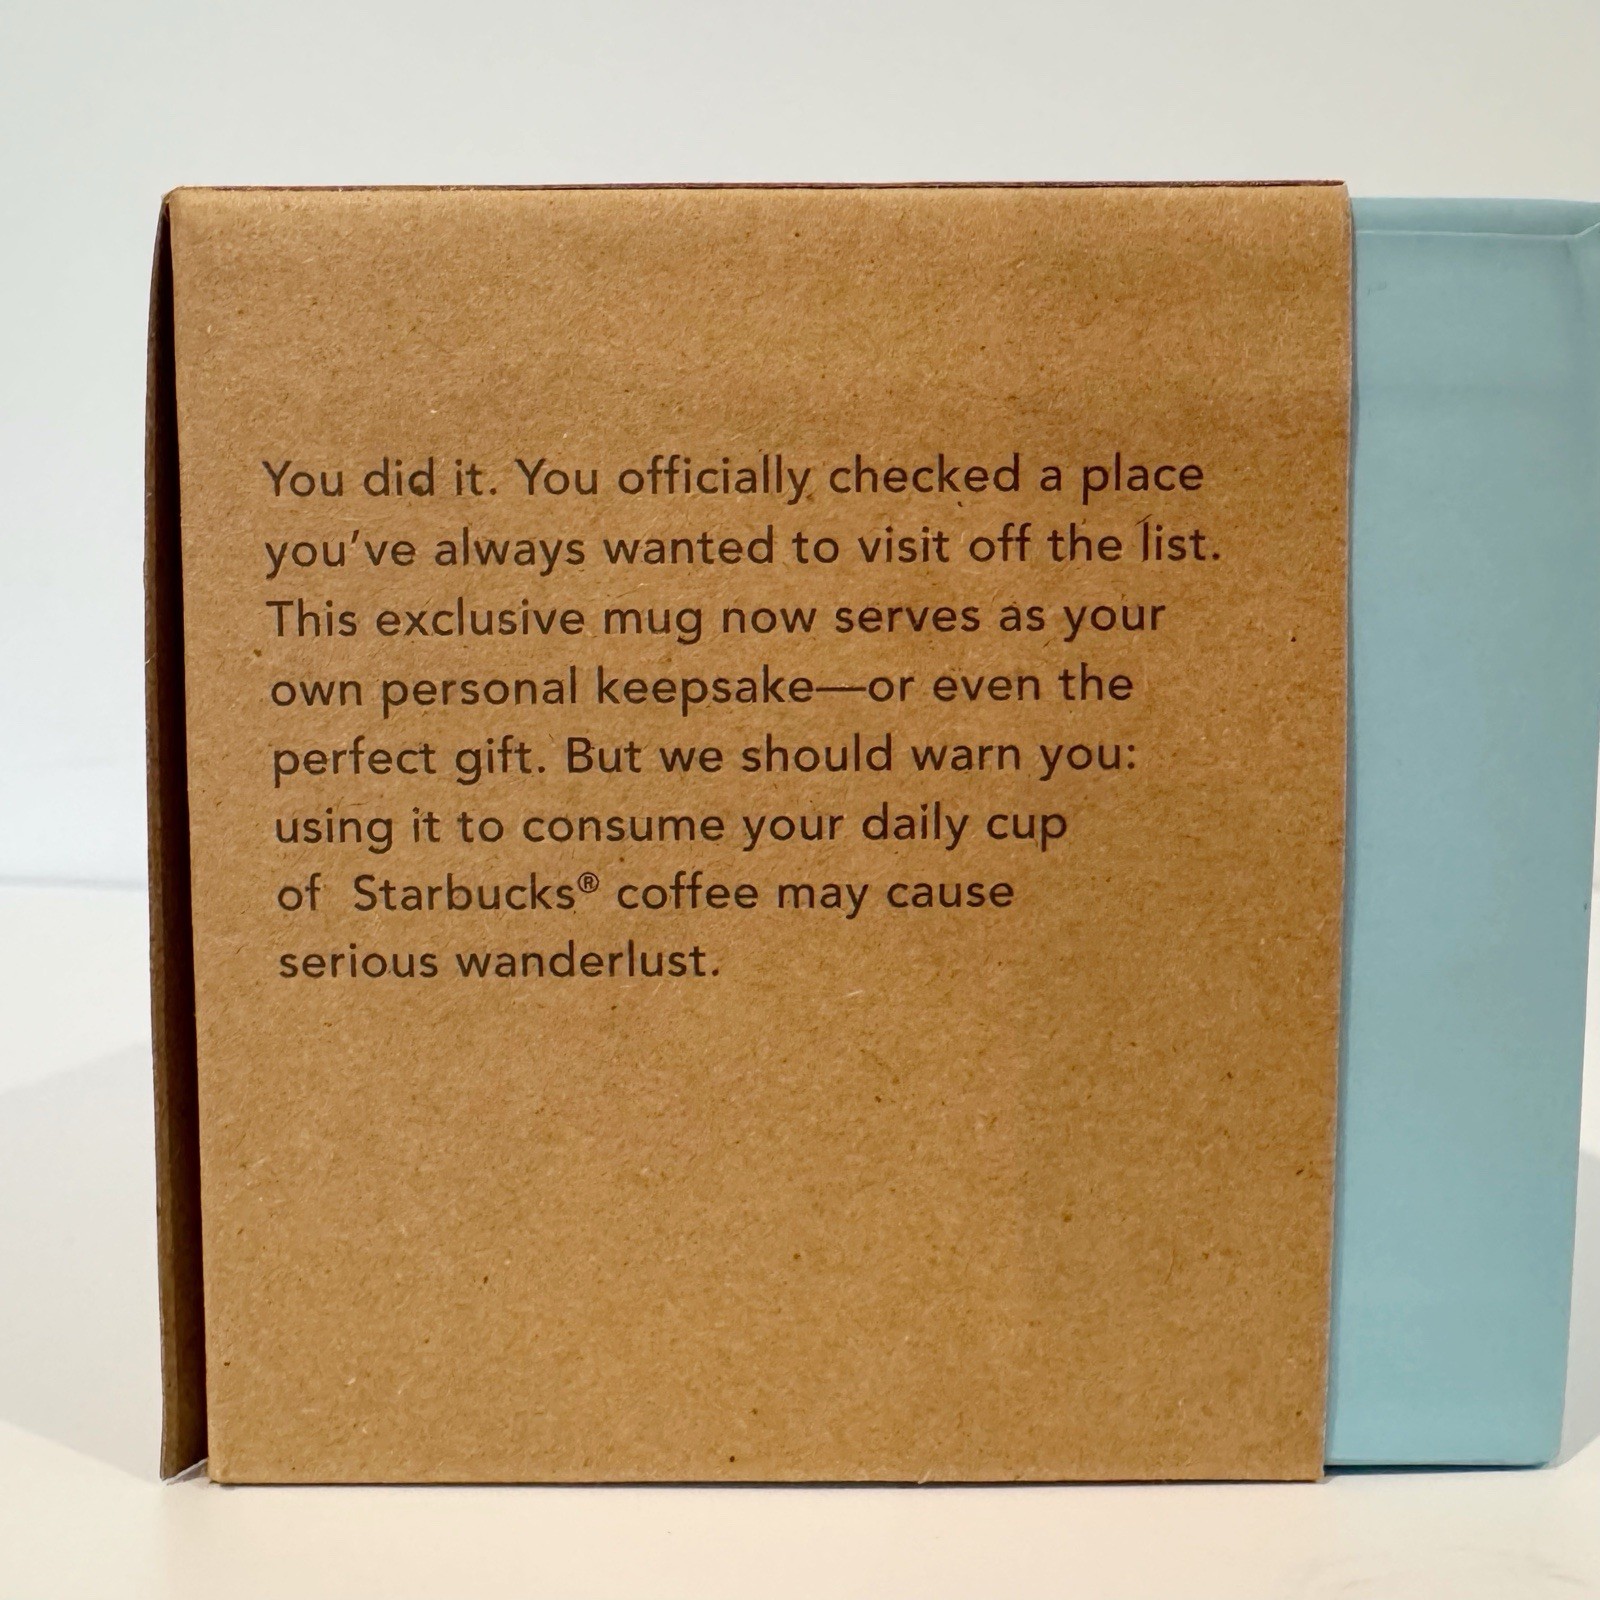 You did it. You officially checked a place
you’ve always wanted to visit off the list.
This exclusive mug now serves as your
own personal keepsake—or even the
perfect gift. But we should warn you:
using it to consume your daily cup
of  Starbucks® coffee may cause
serious wanderlust.